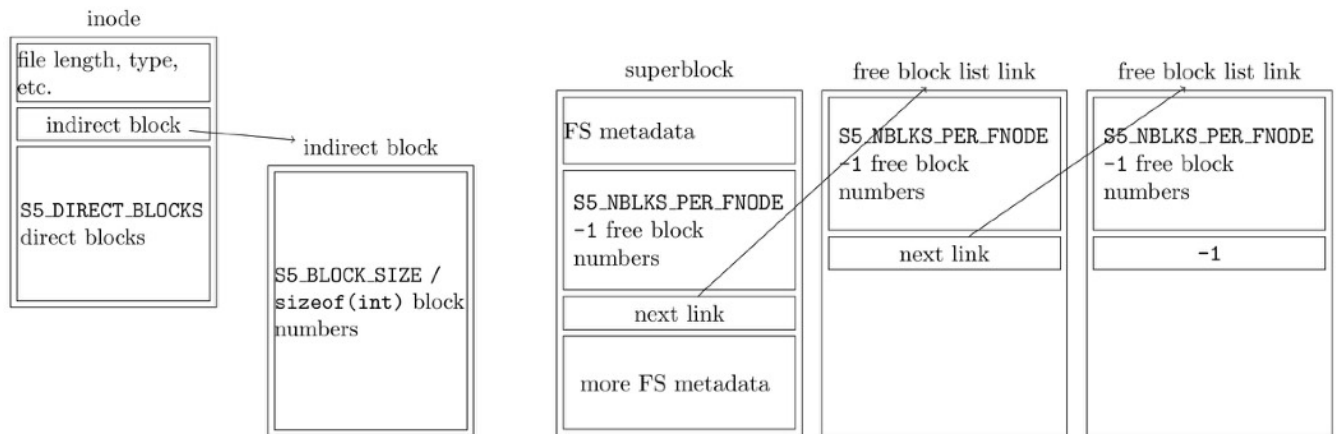 inode
file length, type,
etc.
indirect block
S5_DIRECT_BLOCKS
direct blocks
indirect block
S5_BLOCK_SIZE /
sizeof(int) block
numbers
superblock
FS metadata
S5_NBLKS_PER_FNODE
-1 free block
numbers
next link
more FS metadata
free block list link
S5_NBLKS_PER_FNODE
-1 free block
numbers
next link
free block list link
S5_NBLKS_PER_FNODE
-1 free block
numbers
-1